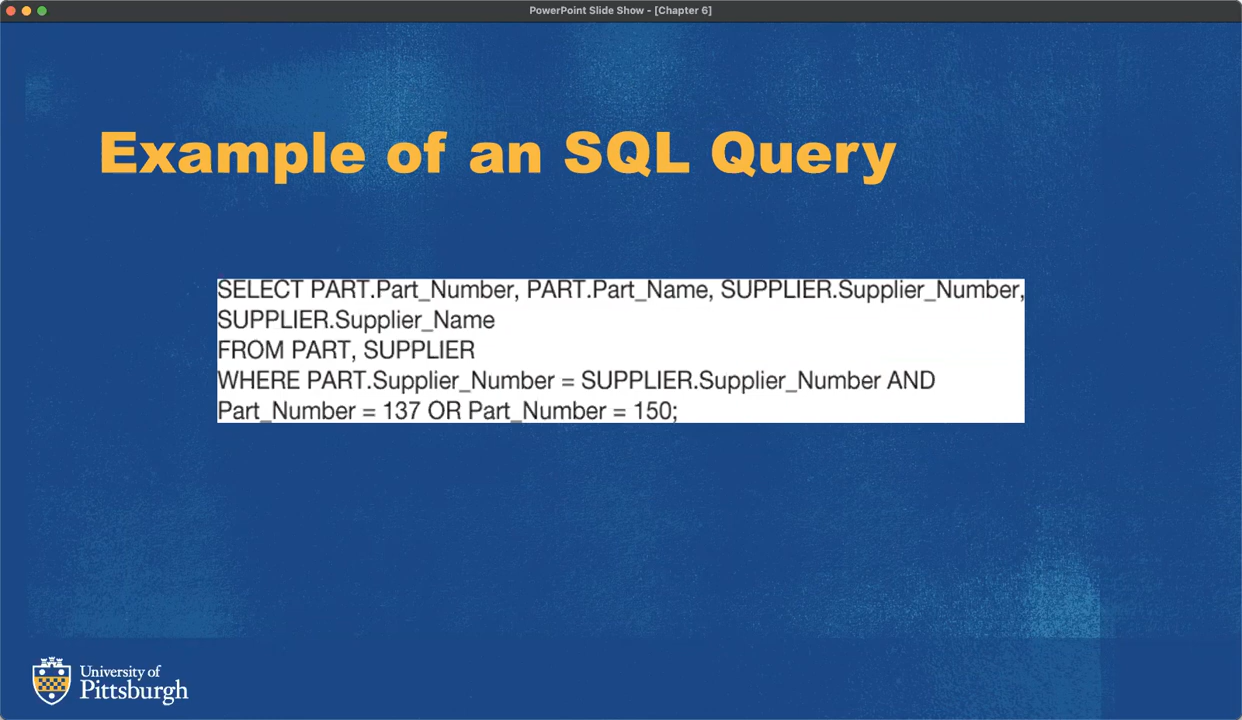 PowerPoint Slide Show - [Chapter 6]
Example of an SQL Query
SELECT PART.Part_Number, PART.Part_Name, SUPPLIER.Supplier_Number,
SUPPLIER.Supplier_Name
FROM PART, SUPPLIER
WHERE PART.Supplier_Number = SUPPLIER.Supplier_Number AND
Part_Number = 137 OR Part_Number = 150;
University of
Pittsburgh